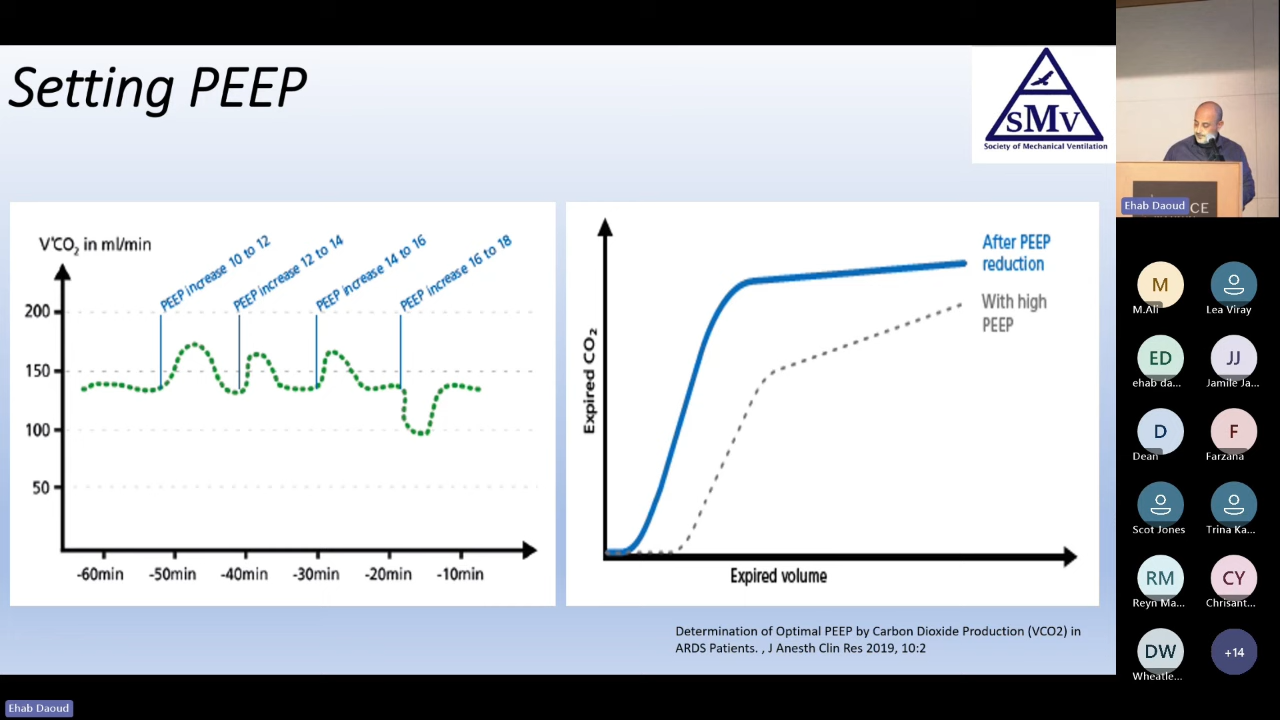 Setting PEEP
sMv
Society of Mechanical Ventilation
V'CO₂ in ml/min
PEEP increase 10 to 12
PEEP increase 12 to 14
PEEP increase 14 to 16
PEEP increase 16 to 18
200
150
100
50
-60min
-50min
-40min
-30min
-20min
-10min
Expired CO₂
After PEEP
reduction
With high
PEEP
Expired volume
Determination of Optimal PEEP by Carbon Dioxide Production (VCO2) in
ARDS Patients. , J Anesth Clin Res 2019, 10:2
Ehab Daoud
CE
M
M.Ali
Lea Viray
ED
ehab da...
JJ
Jamile Ja...
D
Dean
F
Farzana
Scot Jones
Trina Ka...
RM
Reyn Ma...
CY
Chrisant...
DW
Wheatle...
+14
Ehab Daoud